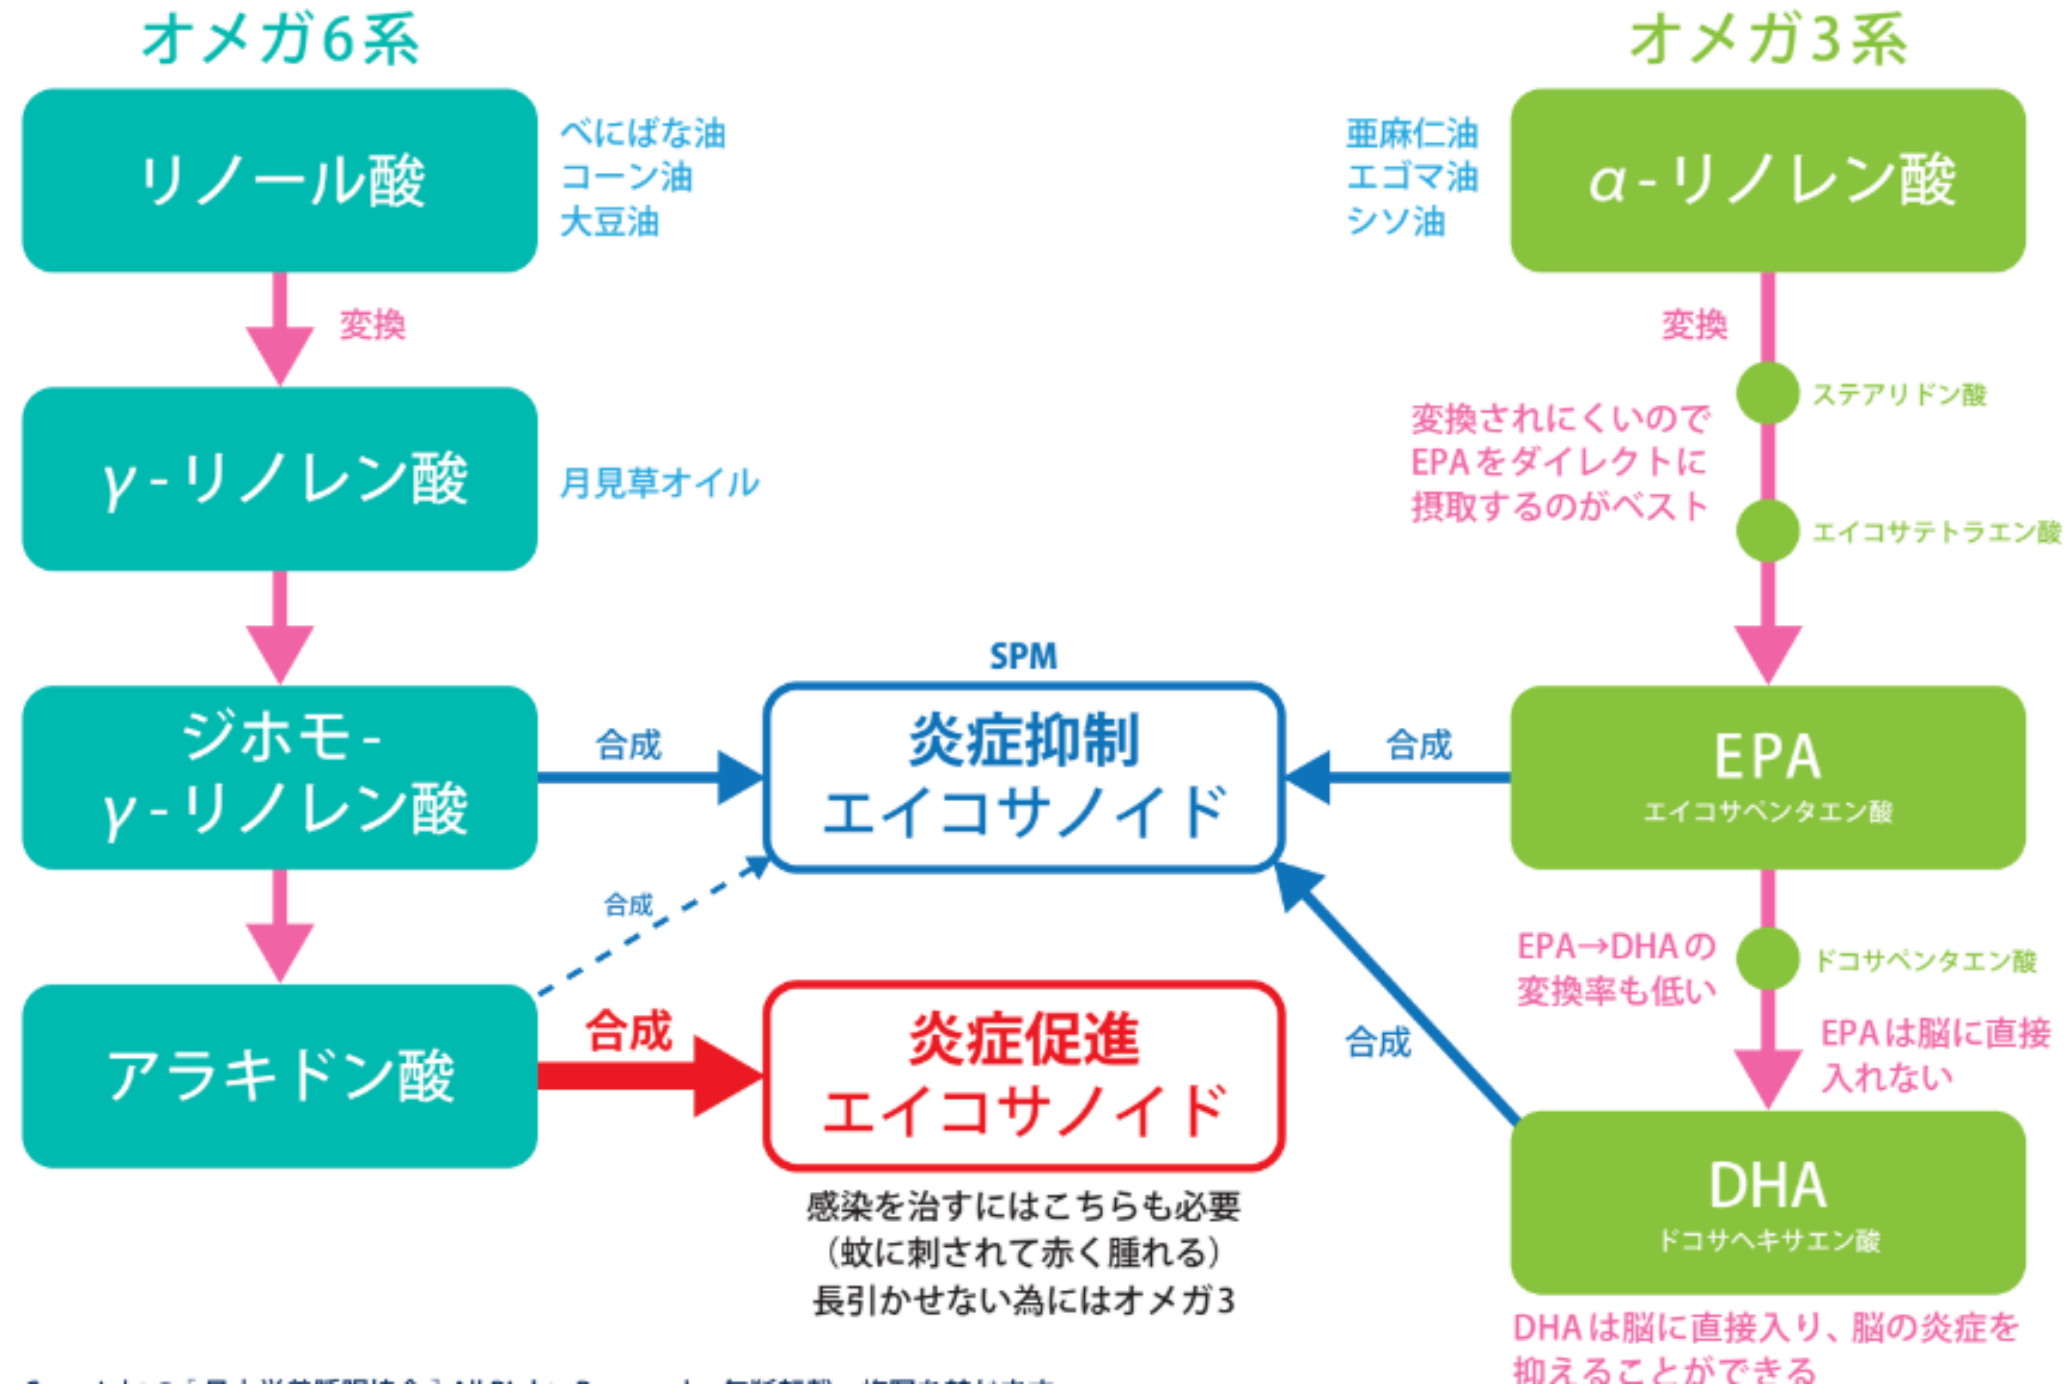 オメガ6系
リノール酸
べにばな油
コーン油
大豆油
変換
γ-リノレン酸
月見草オイル
ジホモ-
γ-リノレン酸
合成
アラキドン酸
合成
合成
SPM
炎症抑制
エイコサノイド
炎症促進
エイコサノイド
感染を治すにはこちらも必要
（蚊に刺されて赤く腫れる）
長引かせない為にはオメガ3
オメガ3系
亜麻仁油
エゴマ油
シソ油
α-リノレン酸
変換
ステアリドン酸
変換されにくいので
EPAをダイレクトに
摂取するのがベスト
エイコサテトラエン酸
合成
EPA
エイコサペンタエン酸
EPA→DHAの
変換率も低い
ドコサペンタエン酸
EPAは脳に直接
入れない
合成
DHA
ドコサヘキサエン酸
DHAは脳に直接入り、脳の炎症を
抑えることができる